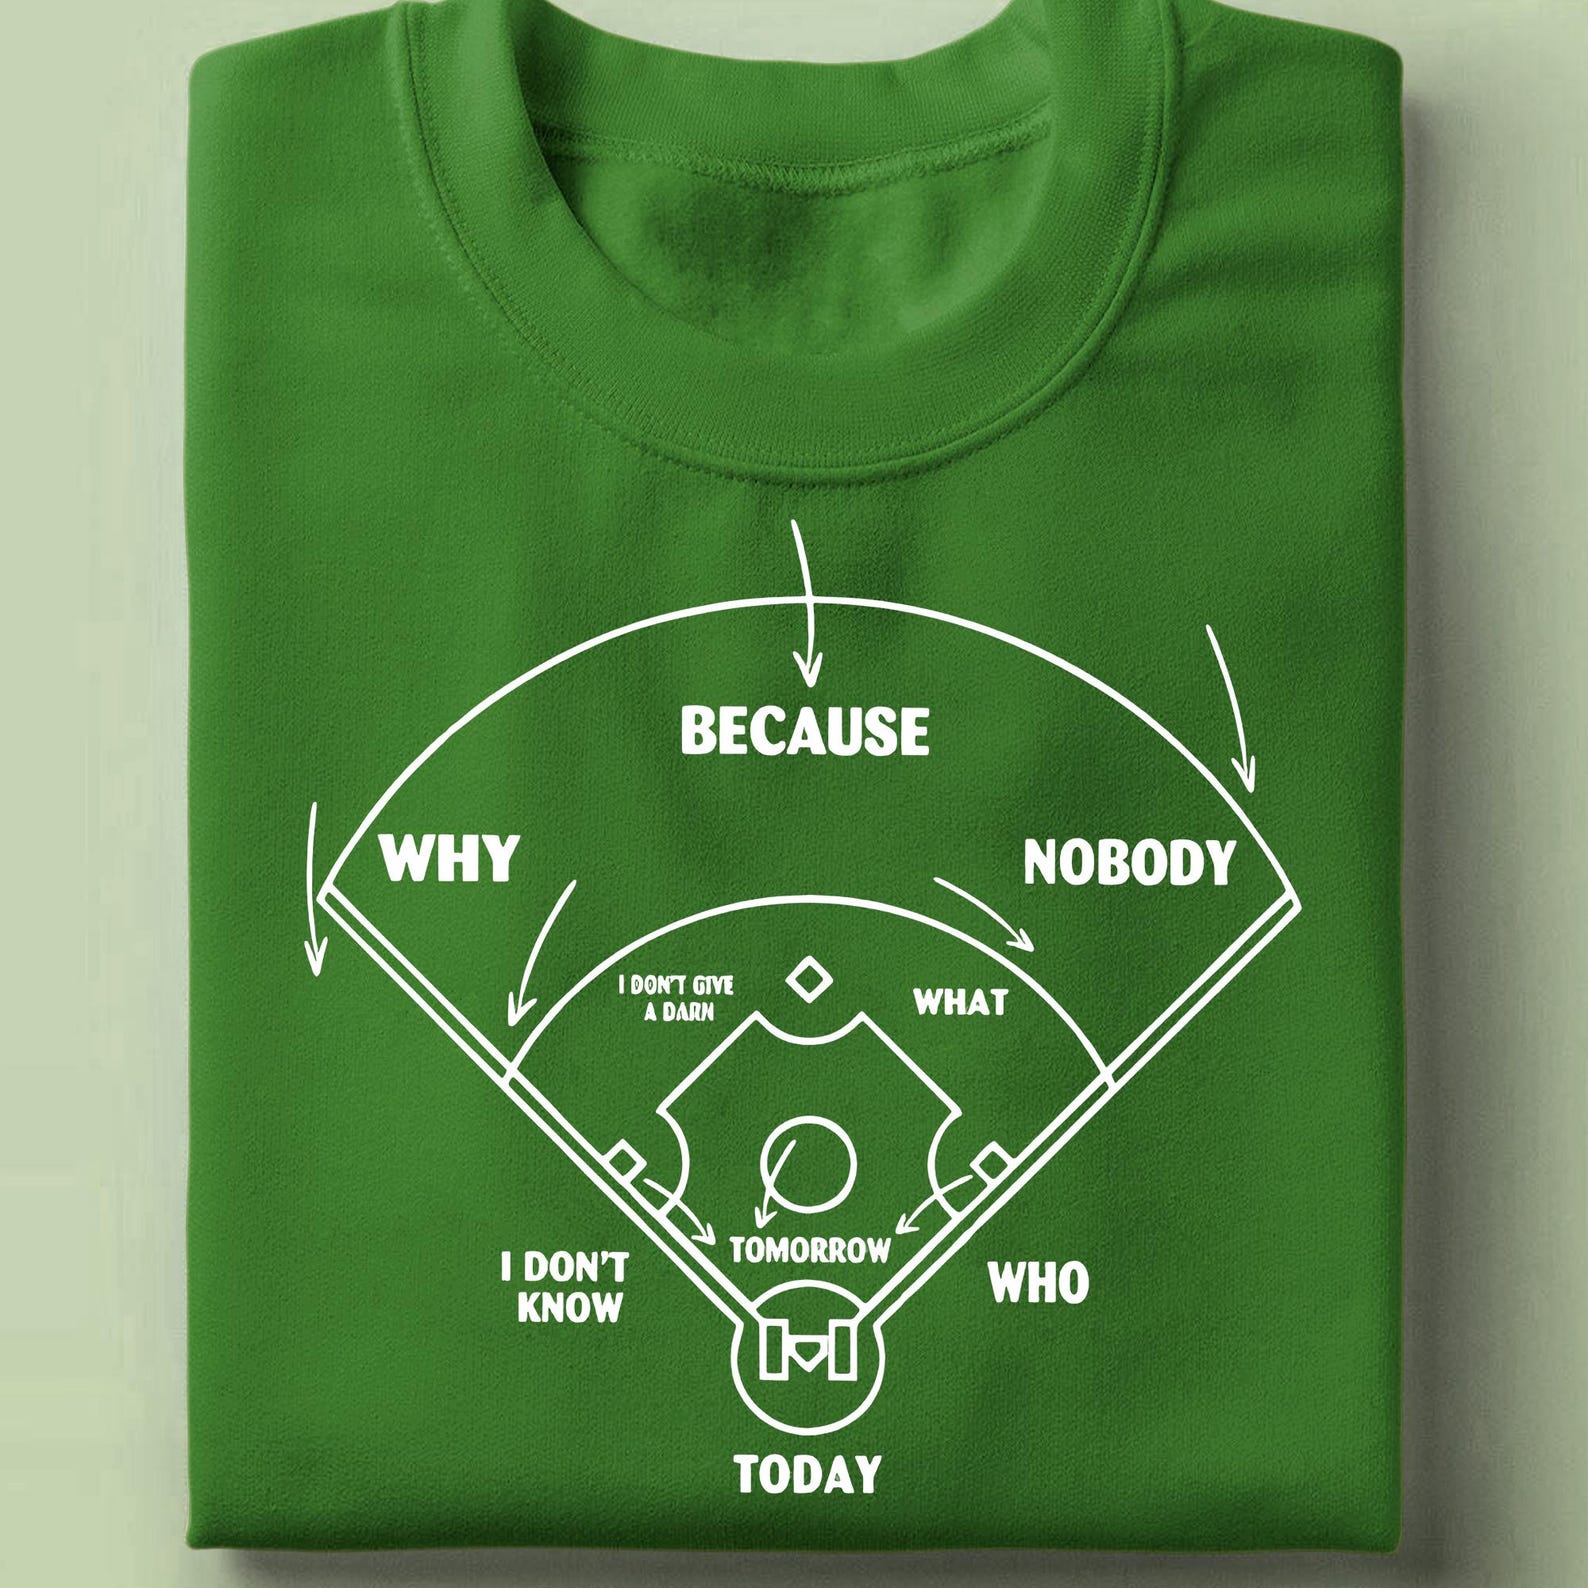 BECAUSE
WHY
NOBODY
I DON'T GIVE
A DARN
WHAT
TOMORROW
I DON'T
KNOW
WHO
TODAY